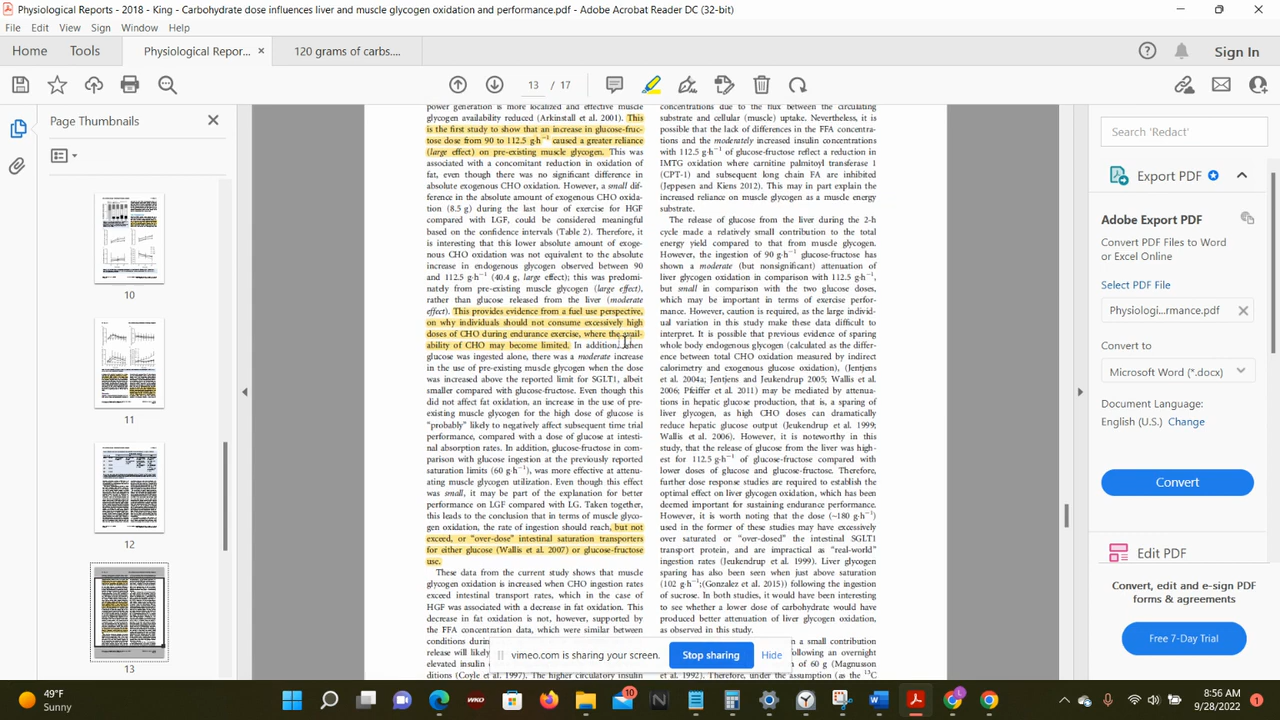 Physiological Reports - 2018 - King - Carbohydrate dose influences liver and muscle glycogen oxidation and performance.pdf - Adobe Acrobat Reader DC (32-bit)
File Edit View Sign Window Help
Home Tools Physiological Repor... × 120 grams of carbs.... Sign In
13 / 17
Page Thumbnails
10
11
12
13
power generation is more localized and effective muscle
glycogen availability reduced (Arkinstall et al. 2001). This
is the first study to show that an increase in glucose-fruc-
tose dose from 90 to 112.5 g·h−1 caused a greater reliance
(large effect) on pre-existing muscle glycogen. This was
associated with a concomitant reduction in oxidation of
fat, even though there was no significant difference in
absolute exogenous CHO oxidation. However, a small dif-
ference in the absolute amount of exogenous CHO oxida-
tion (8.5 g) during the last hour of exercise for HGF
compared with LGF, could be considered meaningful
based on the confidence intervals (Table 2). Therefore, it
is interesting that this lower absolute amount of exoge-
nous CHO oxidation was not equivalent to the absolute
increase in endogenous glycogen observed between 90
and 112.5 g·h−1 (40.4 g, large effect); this was predomi-
nately from pre-existing muscle glycogen (large effect),
rather than glucose released from the liver (moderate
effect). This provides evidence from a fuel use perspective,
on why individuals should not consume excessively high
doses of CHO during endurance exercise, where the avail-
ability of CHO may become limited. In addition, when
glucose was ingested alone, there was a moderate increase
in the use of pre-existing muscle glycogen when the dose
was increased above the reported limit for SGLT1, albeit
smaller compared with glucose-fructose. Even though this
did not affect fat oxidation, an increase in the use of pre-
existing muscle glycogen for the high dose of glucose is
"probably" likely to negatively affect subsequent time trial
performance, compared with a dose of glucose at intesti-
nal absorption rates. In addition, glucose-fructose in com-
parison with glucose ingestion at the previously reported
saturation limits (60 g·h−1), was more effective at attenu-
ating muscle glycogen utilization. Even though this effect
was small, it may be part of the explanation for better
performance on LGF compared with LG. Taken together,
this leads to the conclusion that in terms of muscle glyco-
gen oxidation, the rate of ingestion should reach, but not
exceed, or "over-dose" intestinal saturation transporters
for either glucose (Wallis et al. 2007) or glucose-fructose
use.
These data from the current study shows that muscle
glycogen oxidation is increased when CHO ingestion rates
exceed intestinal transport rates, which in the case of
HGF was associated with a decrease in fat oxidation. This
decrease in fat oxidation is not, however, supported by
the FFA concentration data, which were similar between
conditions durin
release will likely
elevated insulin
ditions (Coyle et al. 1997). The higher circulatory insulin
concentrations due to the flux between the circulating
substrate and cellular (muscle) uptake. Nevertheless, it is
possible that the lack of differences in the FFA concentra-
tions and the moderately increased insulin concentrations
with 112.5 g·h−1 of glucose-fructose reflect a reduction in
IMTG oxidation where carnitine palmitoyl transferase 1
(CPT-1) and subsequent long chain FA are inhibited
(Jeppesen and Kiens 2012). This may in part explain the
increased reliance on muscle glycogen as a muscle energy
substrate.
The release of glucose from the liver during the 2-h
cycle made a relatively small contribution to the total
energy yield compared to that from muscle glycogen.
However, the ingestion of 90 g·h−1 glucose-fructose has
shown a moderate (but nonsignificant) attenuation of
liver glycogen oxidation in comparison with 112.5 g·h−1,
but small in comparison with the two glucose doses,
which may be important in terms of exercise perfor-
mance. However, caution is required, as the large individ-
ual variation in this study make these data difficult to
interpret. It is possible that previous evidence of sparing
whole body endogenous glycogen (calculated as the differ-
ence between total CHO oxidation measured by indirect
calorimetry and exogenous glucose oxidation), (Jentjens
et al. 2004a; Jentjens and Jeukendrup 2005; Wallis et al.
2006; Pfeiffer et al. 2011) may be mediated by attenua-
tions in hepatic glucose production, that is, a sparing of
liver glycogen, as high CHO doses can dramatically
reduce hepatic glucose output (Jeukendrup et al. 1999;
Wallis et al. 2006). However, it is noteworthy in this
study, that the release of glucose from the liver was high-
est for 112.5 g·h−1 of glucose-fructose compared with
lower doses of glucose and glucose-fructose. Therefore,
further dose response studies are required to establish the
optimal effect on liver glycogen oxidation, which has been
deemed important for sustaining endurance performance.
However, it is worth noting that the dose (~180 g·h−1)
used in the former of these studies may have excessively
over saturated or "over-dosed" the intestinal SGLT1
transport protein, and are impractical as "real-world"
ingestion rates (Jeukendrup et al. 1999). Liver glycogen
sparing has also been seen when just above saturation
(102 g·h−1;(Gonzalez et al. 2015)) following the ingestion
of sucrose. In both studies, it would have been interesting
to see whether a lower dose of carbohydrate would have
produced better attenuation of liver glycogen oxidation,
as observed in this study.
n a small contribution
ollowing an overnight
en of 60 g (Magnusson
et al. 1992). Therefore, under the assumption (as the 13C
vimeo.com is sharing your screen. Stop sharing Hide
Search 'Redact'
Export PDF
Adobe Export PDF
Convert PDF Files to Word
or Excel Online
Select PDF File
Physiologi...rmance.pdf
Convert to
Microsoft Word (*.docx)
Document Language:
English (U.S.) Change
Convert
Edit PDF
Convert, edit and e-sign PDF
forms & agreements
Free 7-Day Trial
49°F
Sunny
WKO
10
N
W
L
8:56 AM
9/28/2022
1